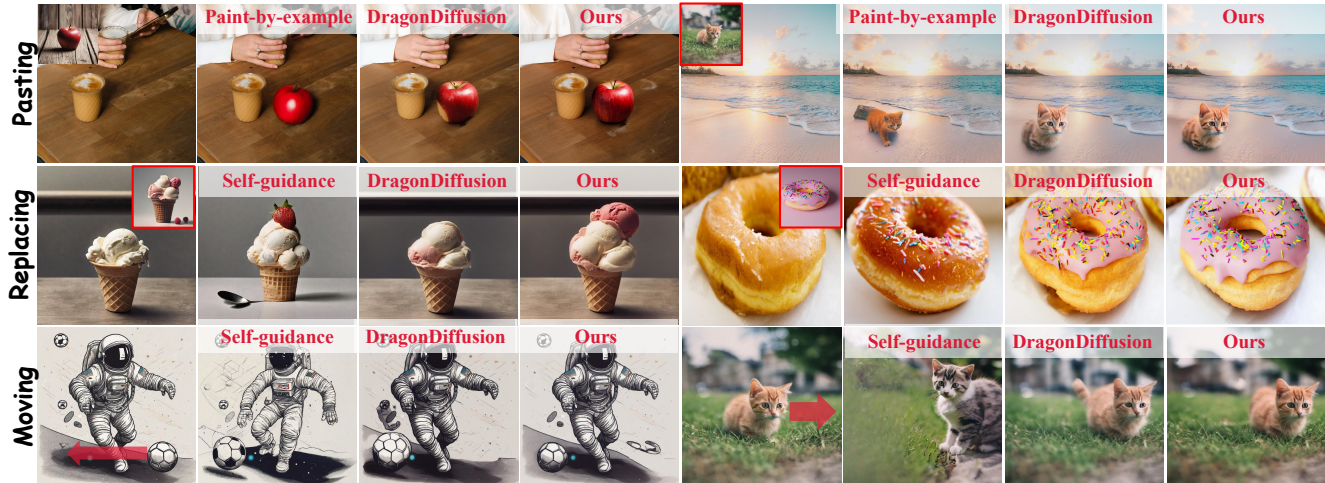 Pasting
Paint-by-example
DragonDiffusion
Ours
Paint-by-example
DragonDiffusion
Ours
Replacing
Self-guidance
DragonDiffusion
Ours
Self-guidance
DragonDiffusion
Ours
Moving
Self-guidance
DragonDiffusion
Ours
Self-guidance
DragonDiffusion
Ours